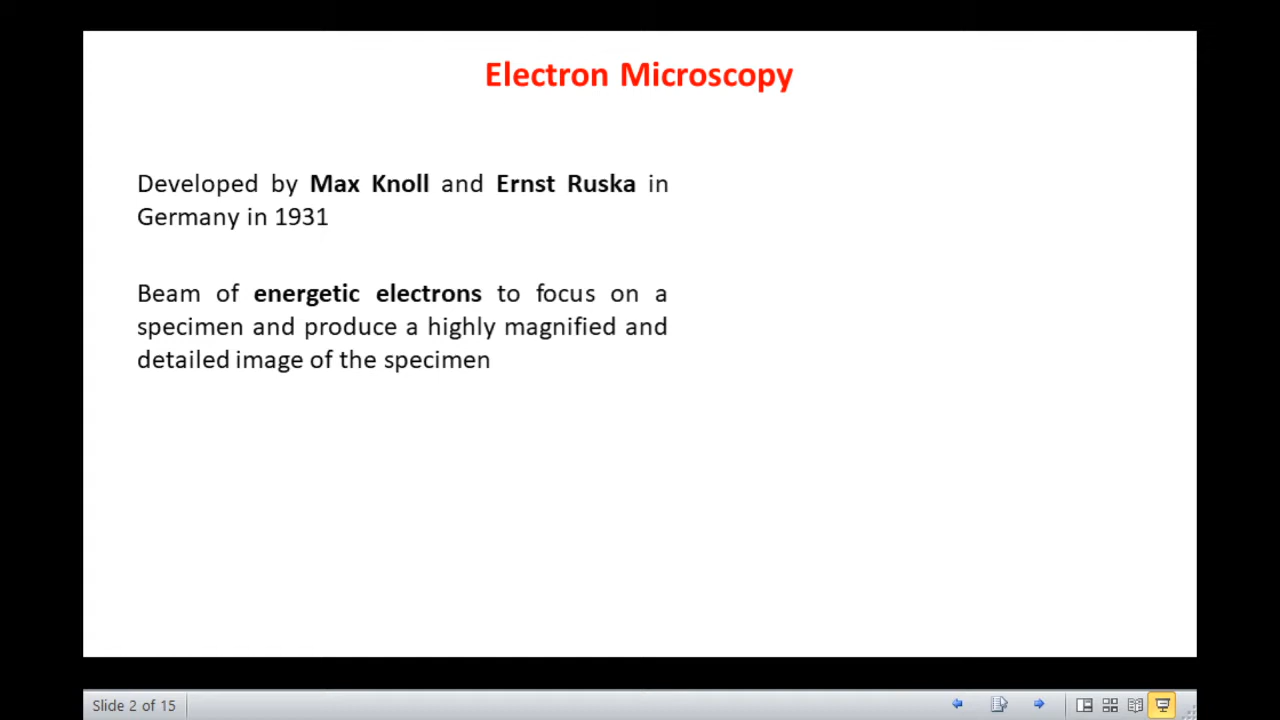 Electron Microscopy
Developed by Max Knoll and Ernst Ruska in
Germany in 1931
Beam of energetic electrons to focus on a
specimen and produce a highly magnified and
detailed image of the specimen
Slide 2 of 15